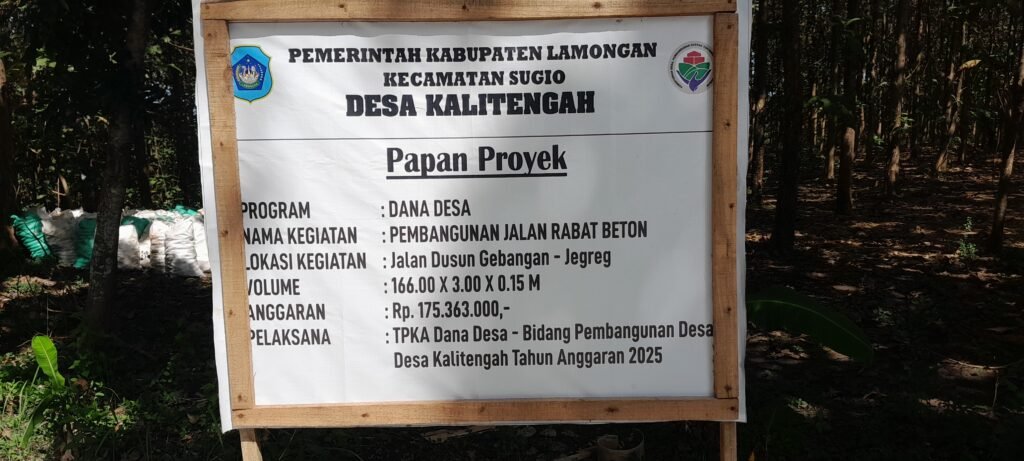 PEMERINTAH KABUPATEN LAMONGAN
KECAMATAN SUGIO
DESA KALITENGAH
Papan Proyek
PROGRAM : DANA DESA
NAMA KEGIATAN : PEMBANGUNAN JALAN RABAT BETON
LOKASI KEGIATAN : Jalan Dusun Gebangan - Jegreg
VOLUME : 166.00 X 3.00 X 0.15 M
ANGGARAN : Rp. 175.363.000,-
PELAKSANA : TPKA Dana Desa - Bidang Pembangunan Desa
Desa Kalitengah Tahun Anggaran 2025